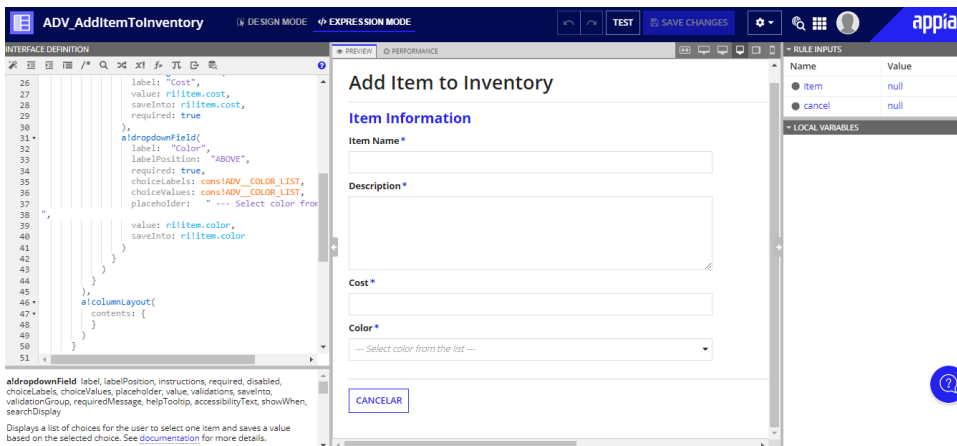 ADV_AddItemToInventory
DESIGN MODE
EXPRESSION MODE
TEST
SAVE CHANGES
appia
INTERFACE DEFINITION
PREVIEW
PERFORMANCE
RULE INPUTS
Name Value
item null
cancel null
LOCAL VARIABLES
26 label: "Cost",
27 value: ri!item.cost,
28 saveInto: ri!item.cost,
29 required: true
30 ),
31 a!dropdownField(
32 label: "Color",
33 labelPosition: "ABOVE",
34 required: true,
35 choiceLabels: cons!ADV__COLOR_LIST,
36 choiceValues: cons!ADV__COLOR_LIST,
37 placeholder: " --- Select color from
38 ",
39 value: ri!item.color,
40 saveInto: ri!item.color
41 )
42 }
43 )
44 }
45 ),
46 a!columnLayout(
47 contents: {
48 }
49 )
50 }
51
a!dropdownField label, labelPosition, instructions, required, disabled,
choiceLabels, choiceValues, placeholder, value, validations, saveInto,
validationGroup, requiredMessage, helpTooltip, accessibilityText, showWhen,
searchDisplay
Displays a list of choices for the user to select one item and saves a value
based on the selected choice. See documentation for more details.
Add Item to Inventory
Item Information
Item Name *
Description *
Cost *
Color *
--- Select color from the list ---
CANCELAR